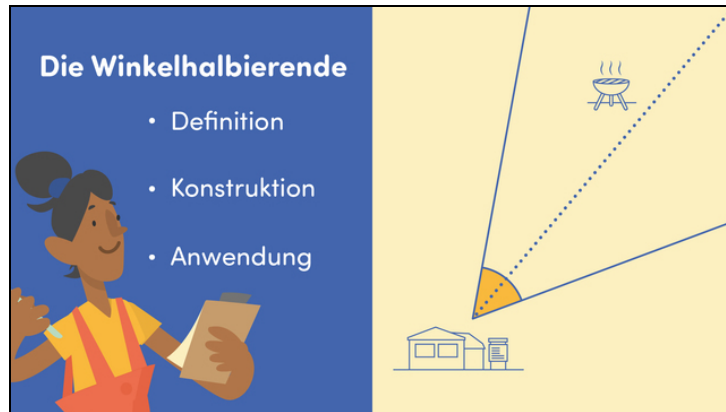 Die Winkelhalbierende
• Definition
• Konstruktion
• Anwendung